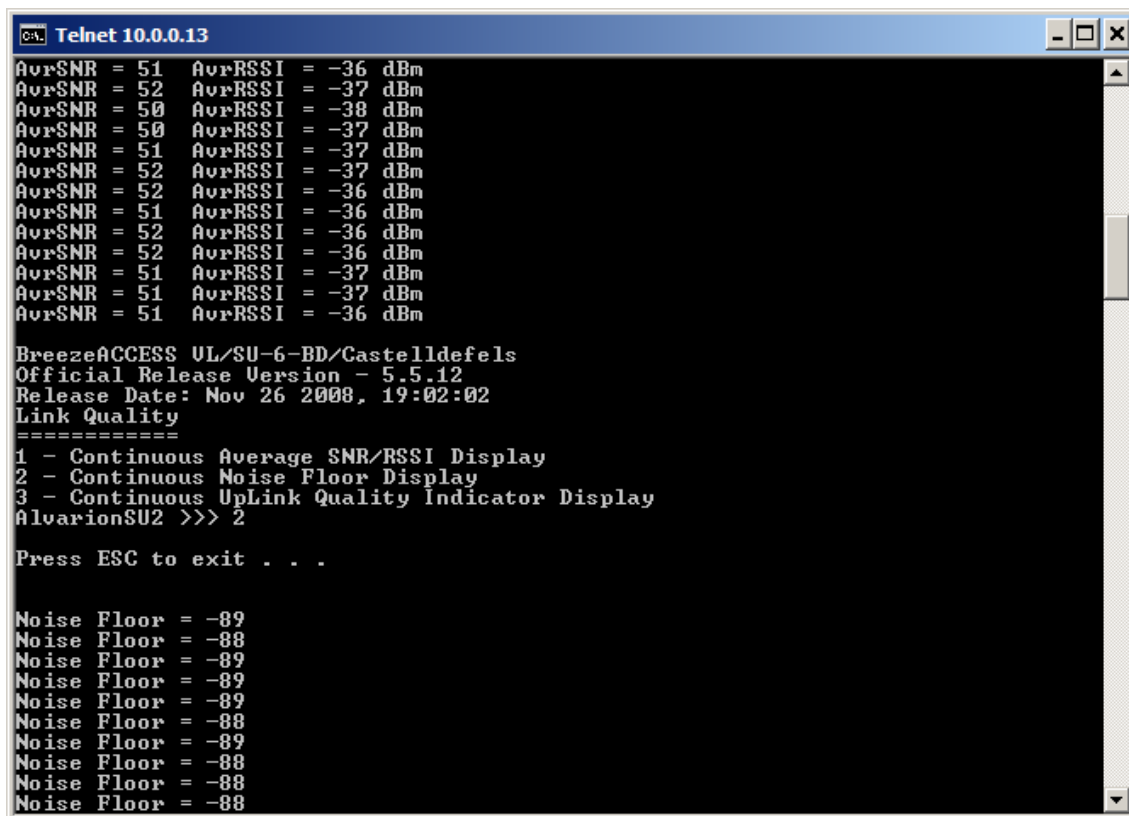 Telnet 10.0.0.13
AvrSNR = 51  AvrRSSI = -36 dBm
AvrSNR = 52  AvrRSSI = -37 dBm
AvrSNR = 50  AvrRSSI = -38 dBm
AvrSNR = 50  AvrRSSI = -37 dBm
AvrSNR = 51  AvrRSSI = -37 dBm
AvrSNR = 52  AvrRSSI = -37 dBm
AvrSNR = 52  AvrRSSI = -36 dBm
AvrSNR = 51  AvrRSSI = -36 dBm
AvrSNR = 52  AvrRSSI = -36 dBm
AvrSNR = 52  AvrRSSI = -36 dBm
AvrSNR = 51  AvrRSSI = -37 dBm
AvrSNR = 51  AvrRSSI = -37 dBm
AvrSNR = 51  AvrRSSI = -36 dBm
BreezeACCESS VL/SU-6-BD/Castelldefels
Official Release Version - 5.5.12
Release Date: Nov 26 2008, 19:02:02
Link Quality
============
1 - Continuous Average SNR/RSSI Display
2 - Continuous Noise Floor Display
3 - Continuous UpLink Quality Indicator Display
AlvarionSU2 >>> 2
Press ESC to exit . . .
Noise Floor = -89
Noise Floor = -88
Noise Floor = -89
Noise Floor = -89
Noise Floor = -89
Noise Floor = -88
Noise Floor = -89
Noise Floor = -88
Noise Floor = -88
Noise Floor = -88